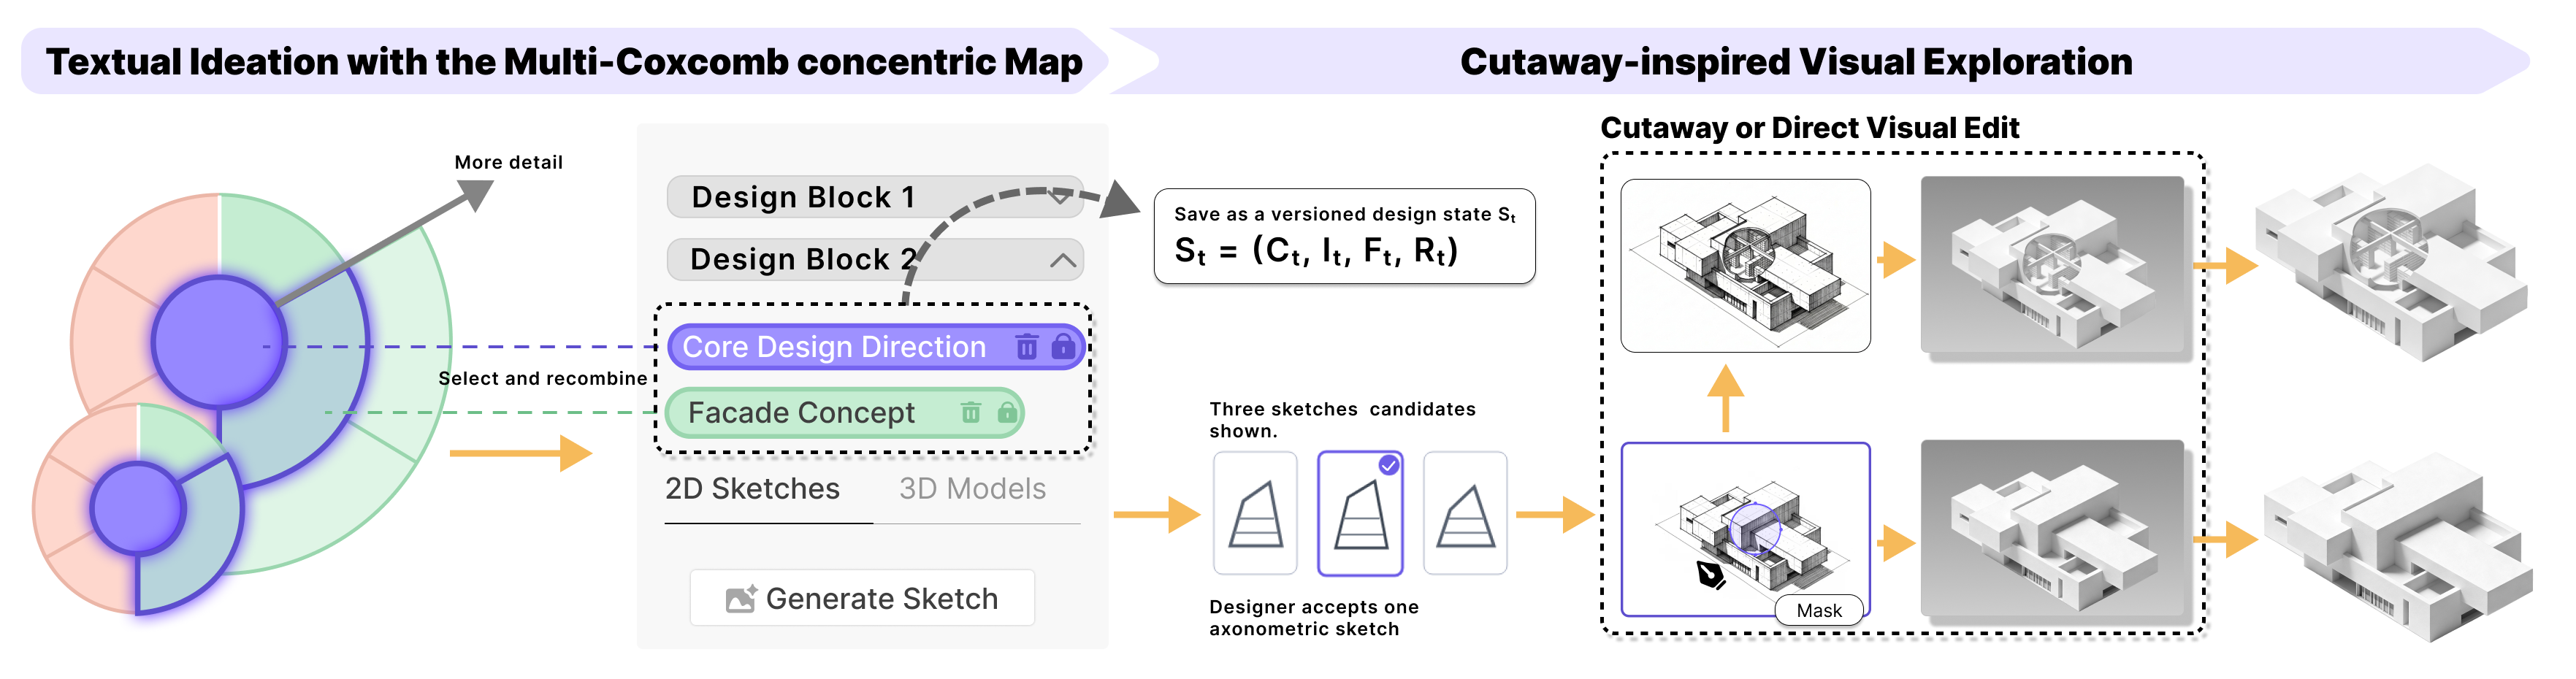 Textual Ideation with the Multi-Coxcomb concentric Map
Cutaway-inspired Visual Exploration
More detail
Select and recombine
Design Block 1
Design Block 2
Core Design Direction
Facade Concept
2D Sketches
3D Models
Generate Sketch
Save as a versioned design state Sₜ
Sₜ = (Cₜ, Iₜ, Fₜ, Rₜ)
Three sketches candidates
shown.
Designer accepts one
axonometric sketch
Cutaway or Direct Visual Edit
Mask